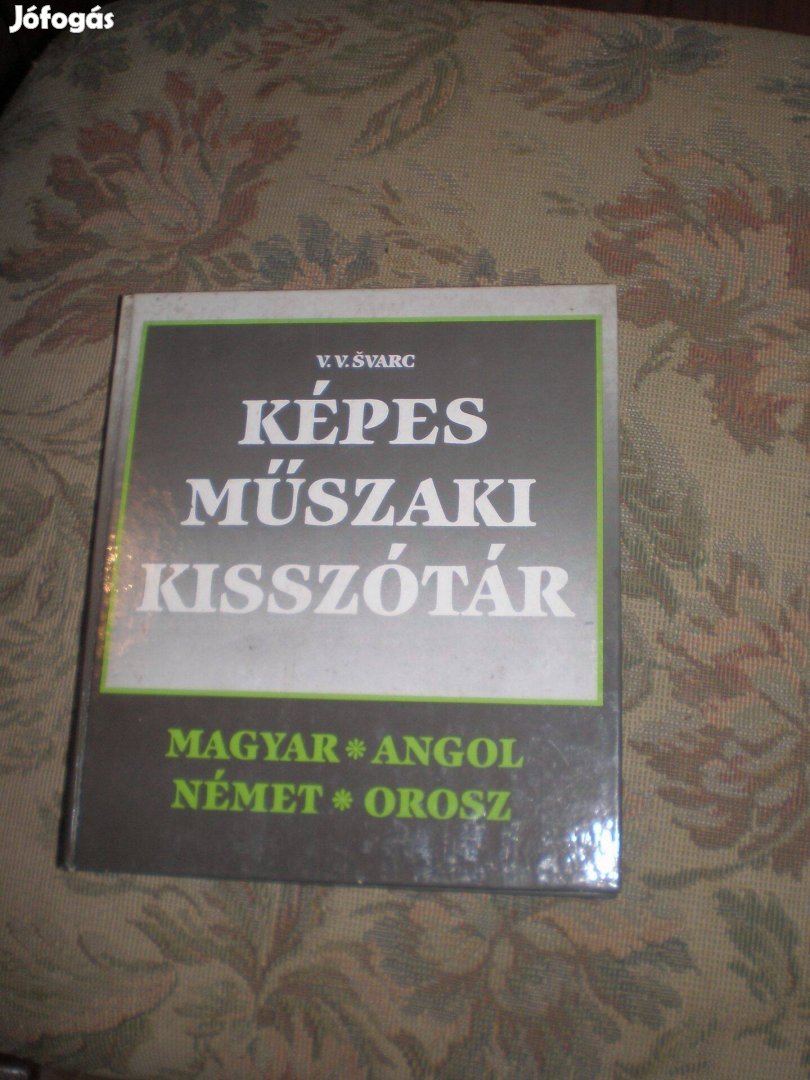 Jófogás
V. V. ŠVARC
KÉPES
MŰSZAKI
KISSZÓTÁR
MAGYAR * ANGOL
NÉMET * OROSZ